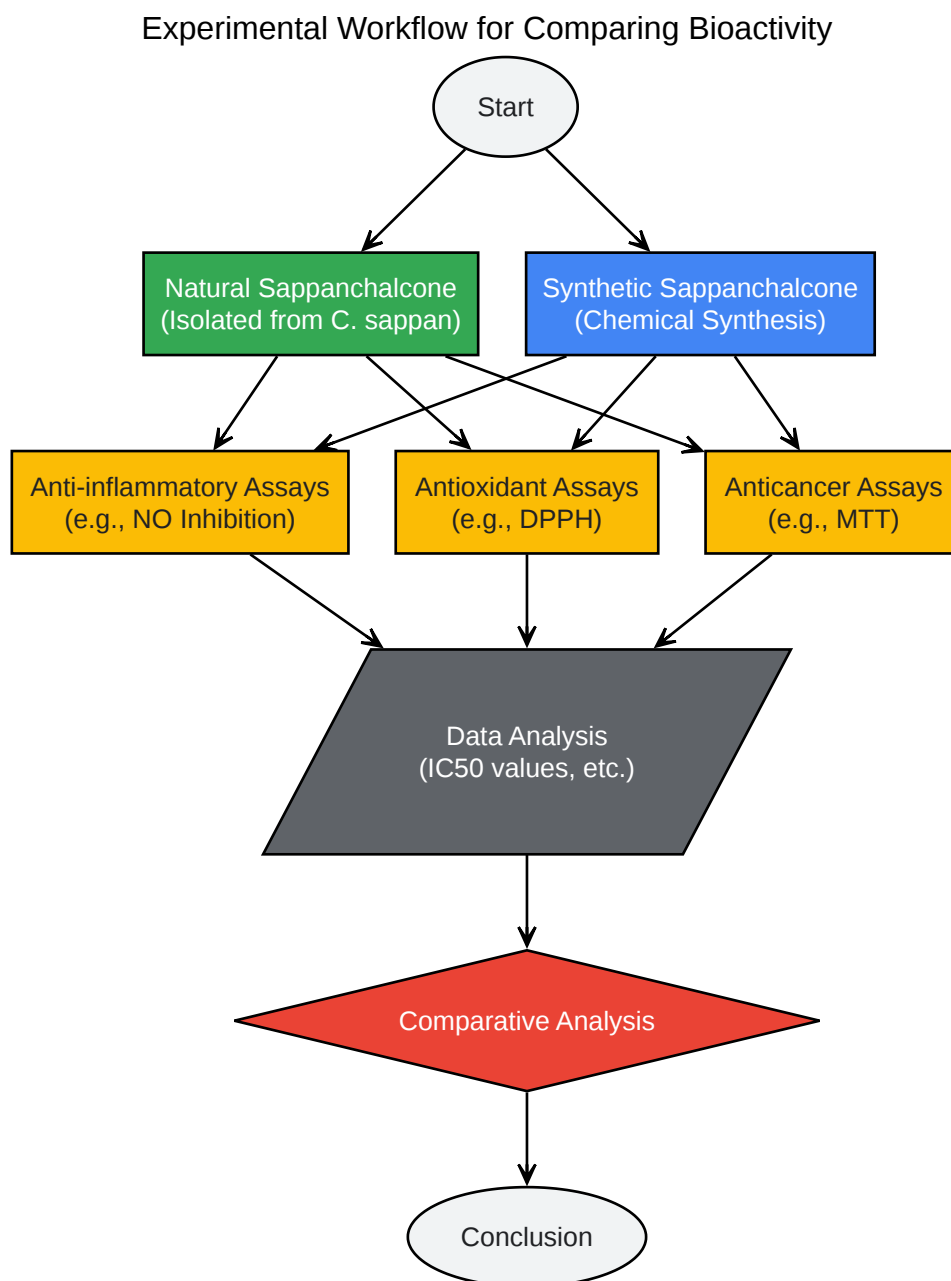 Experimental Workflow for Comparing Bioactivity
Start
Natural Sappanchalcone
(Isolated from C. sappan)
Synthetic Sappanchalcone
(Chemical Synthesis)
Anti-inflammatory Assays
(e.g., NO Inhibition)
Antioxidant Assays
(e.g., DPPH)
Anticancer Assays
(e.g., MTT)
Data Analysis
(IC50 values, etc.)
Comparative Analysis
Conclusion